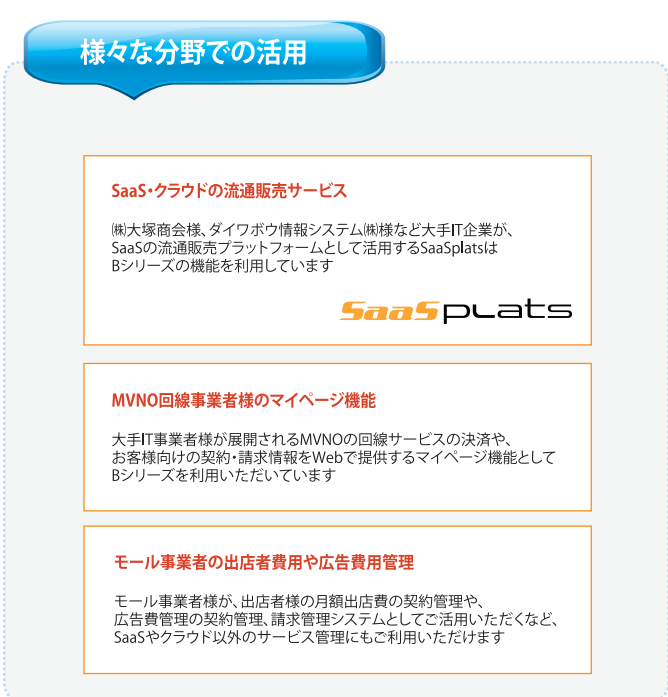 様々な分野での活用
SaaS・クラウドの流通販売サービス
㈱大塚商会様、ダイワボウ情報システム㈱様など大手IT企業が、
SaaSの流通販売プラットフォームとして活用するSaaSplatsは
Bシリーズの機能を利用しています
SaaSplats
MVNO回線事業者様のマイページ機能
大手IT事業者様が展開されるMVNOの回線サービスの決済や、
お客様向けの契約・請求情報をWebで提供するマイページ機能として
Bシリーズを利用いただいています
モール事業者の出店者費用や広告費用管理
モール事業者様が、出店者様の月額出店費の契約管理や、
広告費管理の契約管理、請求管理システムとしてご活用いただくなど、
SaaSやクラウド以外のサービス管理にもご利用いただけます